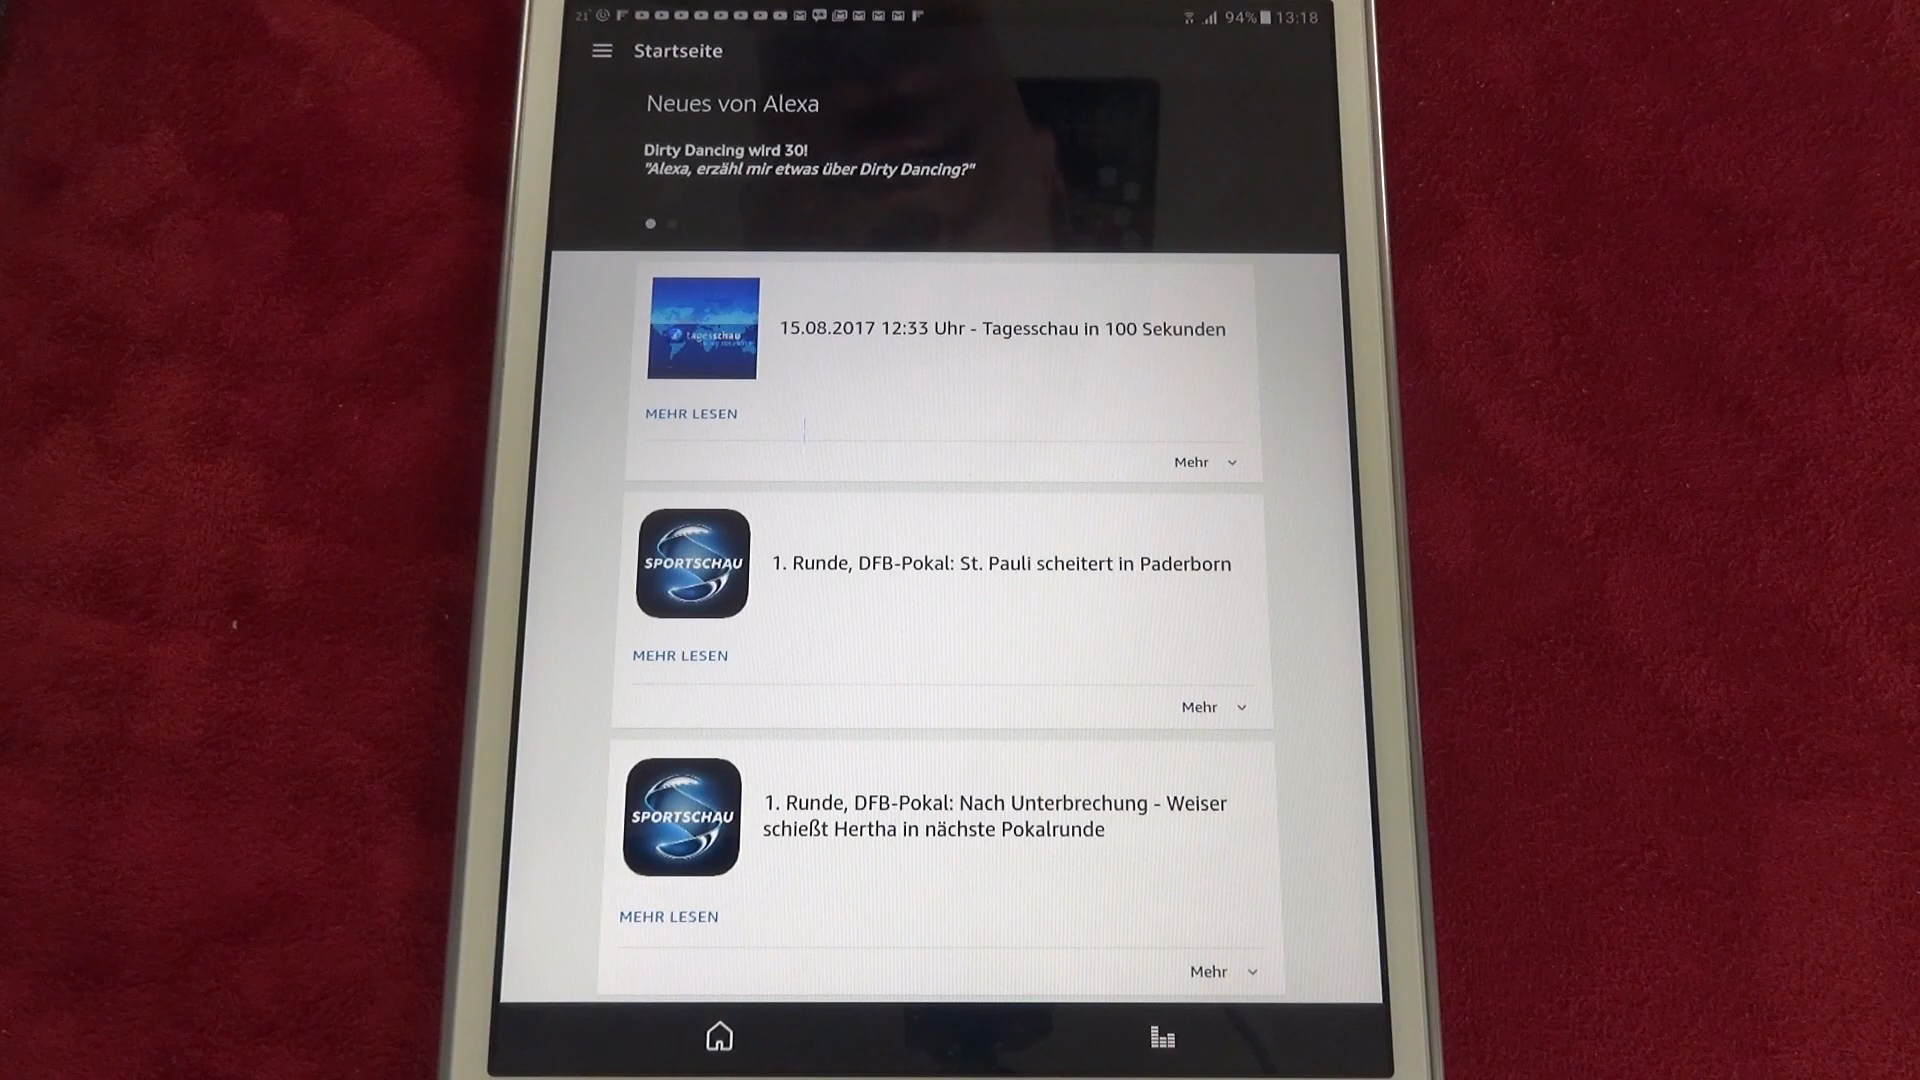 21°
94% 13:18
Startseite
Neues von Alexa
Dirty Dancing wird 30!
"Alexa, erzähl mir etwas über Dirty Dancing?"
tagesschau
15.08.2017 12:33 Uhr - Tagesschau in 100 Sekunden
MEHR LESEN
Mehr
SPORTSCHAU
1. Runde, DFB-Pokal: St. Pauli scheitert in Paderborn
MEHR LESEN
Mehr
SPORTSCHAU
1. Runde, DFB-Pokal: Nach Unterbrechung - Weiser
schießt Hertha in nächste Pokalrunde
MEHR LESEN
Mehr